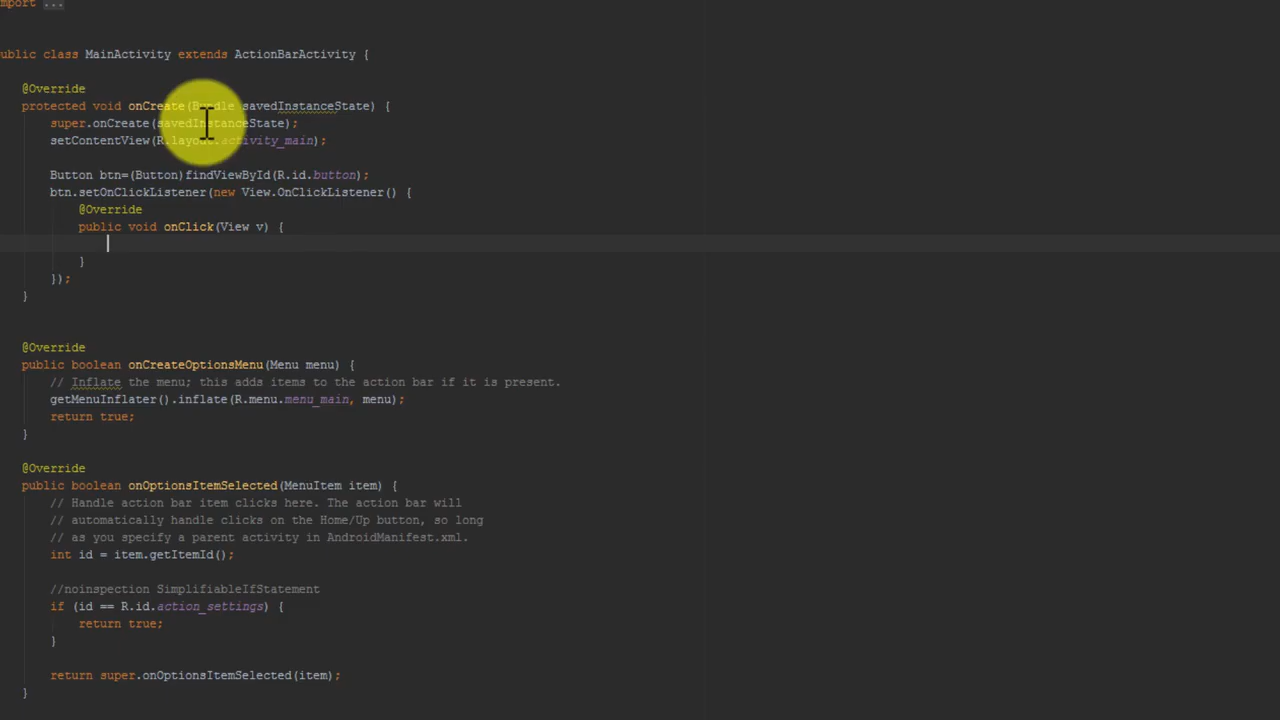 mport ...
ublic class MainActivity extends ActionBarActivity {
@Override
protected void onCreate(Bundle savedInstanceState) {
super.onCreate(savedInstanceState);
setContentView(R.layout.activity_main);
Button btn=(Button)findViewById(R.id.button);
btn.setOnClickListener(new View.OnClickListener() {
@Override
public void onClick(View v) {
}
});
}
@Override
public boolean onCreateOptionsMenu(Menu menu) {
// Inflate the menu; this adds items to the action bar if it is present.
getMenuInflater().inflate(R.menu.menu_main, menu);
return true;
}
@Override
public boolean onOptionsItemSelected(MenuItem item) {
// Handle action bar item clicks here. The action bar will
// automatically handle clicks on the Home/Up button, so long
// as you specify a parent activity in AndroidManifest.xml.
int id = item.getItemId();
//noinspection SimplifiableIfStatement
if (id == R.id.action_settings) {
return true;
}
return super.onOptionsItemSelected(item);
}